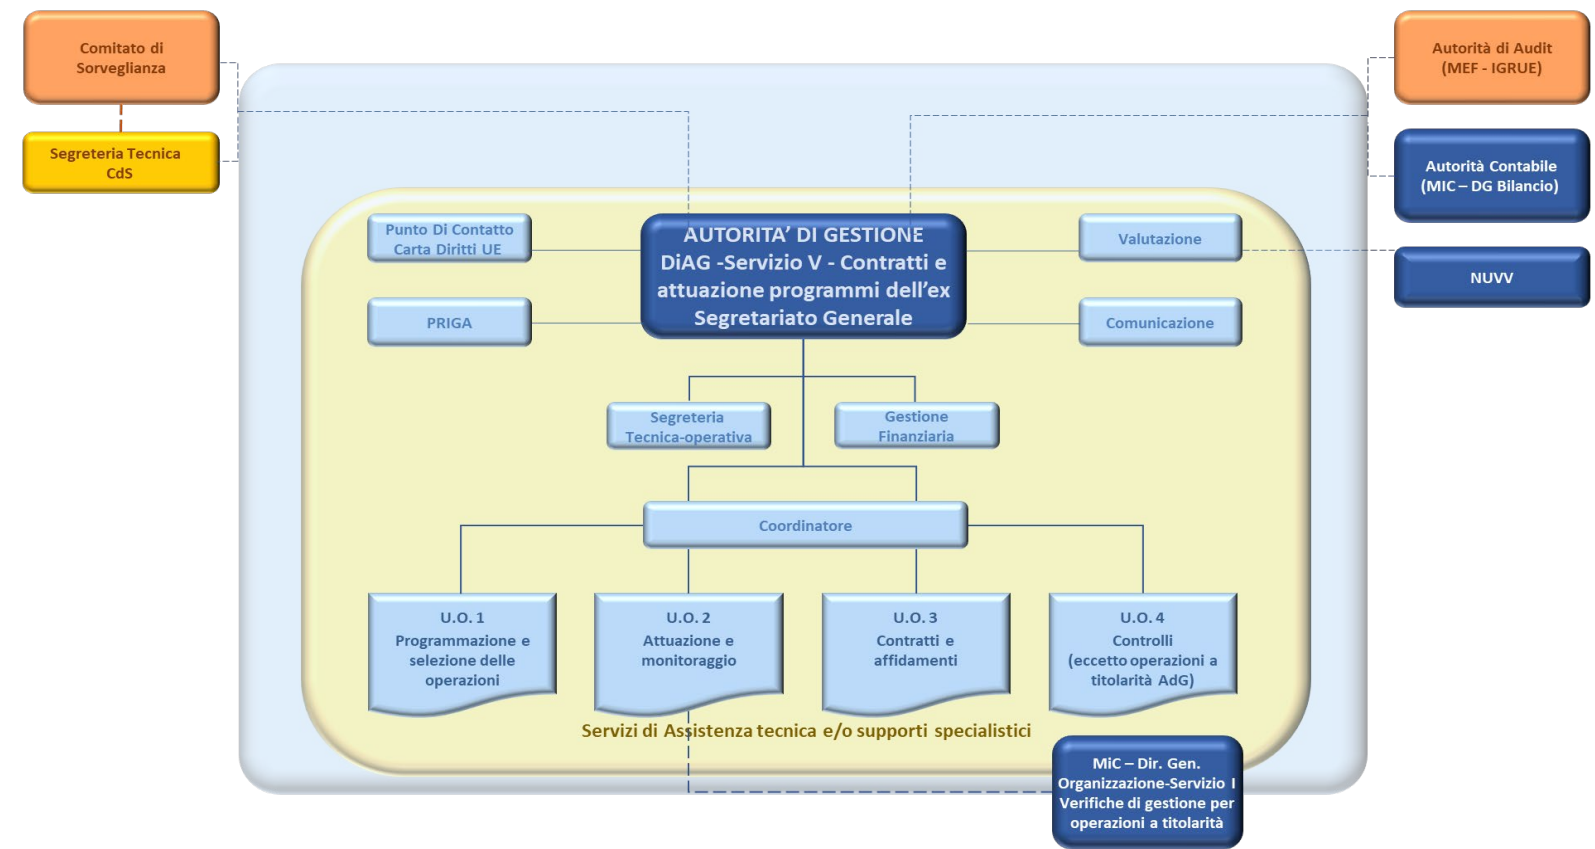 Comitato di
Sorveglianza
Segreteria Tecnica
CdS
Autorità di Audit
(MEF - IGRUE)
Autorità Contabile
(MIC – DG Bilancio)
NUVV
Punto Di Contatto
Carta Diritti UE
PRIGA
AUTORITA’ DI GESTIONE
DiAG -Servizio V - Contratti e
attuazione programmi dell’ex
Segretariato Generale
Valutazione
Comunicazione
Segreteria
Tecnica-operativa
Gestione
Finanziaria
Coordinatore
U.O. 1
Programmazione e
selezione delle
operazioni
U.O. 2
Attuazione e
monitoraggio
U.O. 3
Contratti e
affidamenti
U.O. 4
Controlli
(eccetto operazioni a
titolarità AdG)
Servizi di Assistenza tecnica e/o supporti specialistici
MiC – Dir. Gen.
Organizzazione-Servizio I
Verifiche di gestione per
operazioni a titolarità